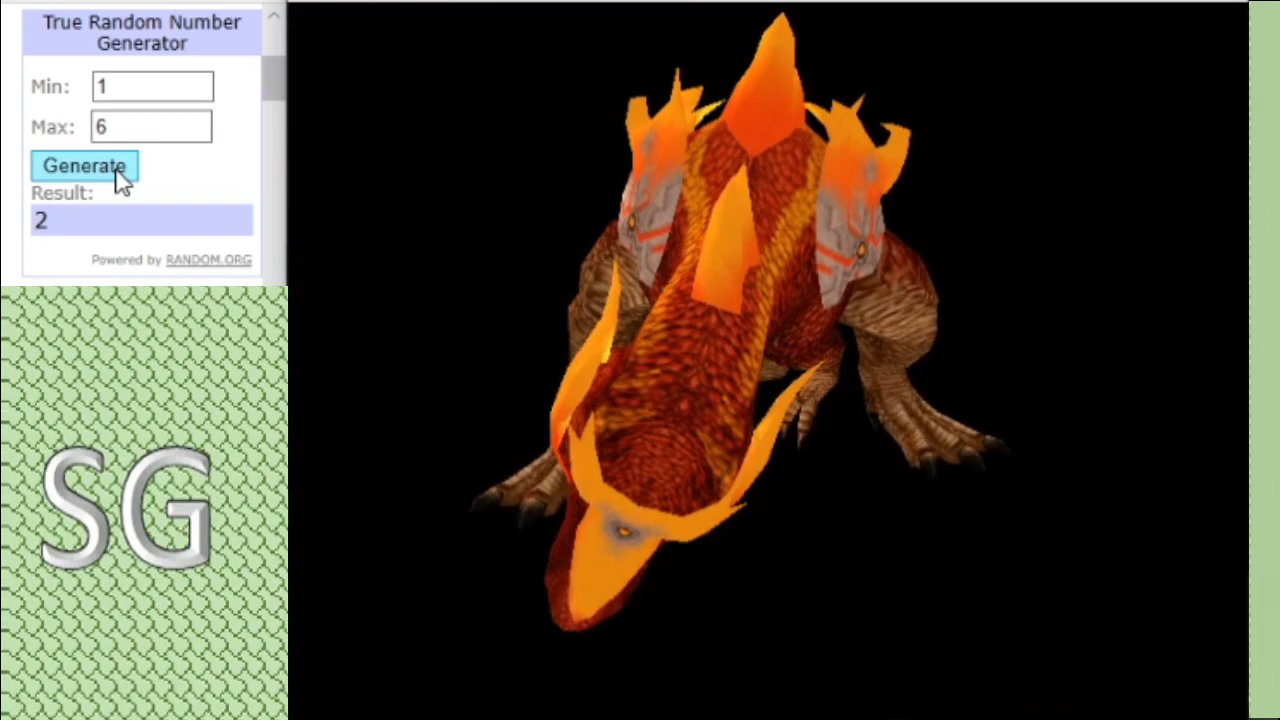 True Random Number
Generator
Min: 1
Max: 6
Generate
Result:
2
Powered by RANDOM.ORG
SG